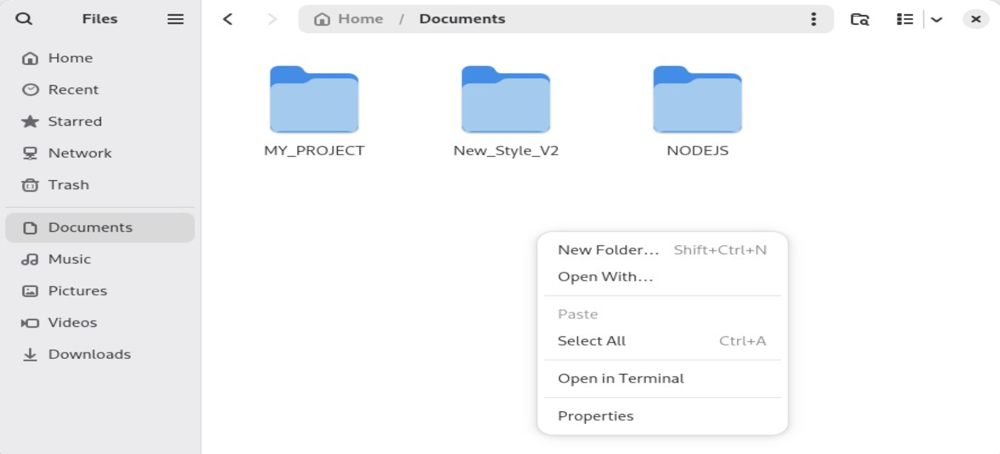 Files
Home / Documents
Home
Recent
Starred
Network
Trash
Documents
Music
Pictures
Videos
Downloads
MY_PROJECT
New_Style_V2
NODEJS
New Folder... Shift+Ctrl+N
Open With...
Paste
Select All Ctrl+A
Open in Terminal
Properties